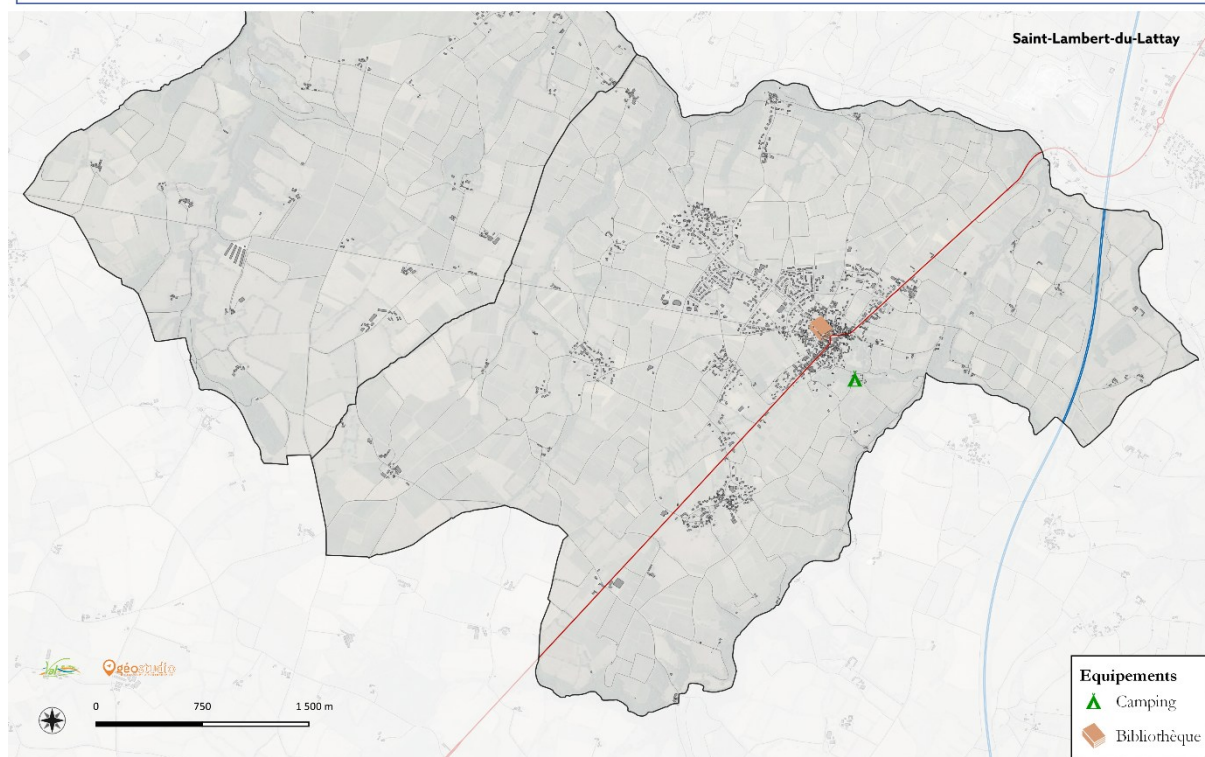 Saint-Lambert-du-Lattay
géostudio
0 750 1 500 m
Equipements
Camping
Bibliothèque